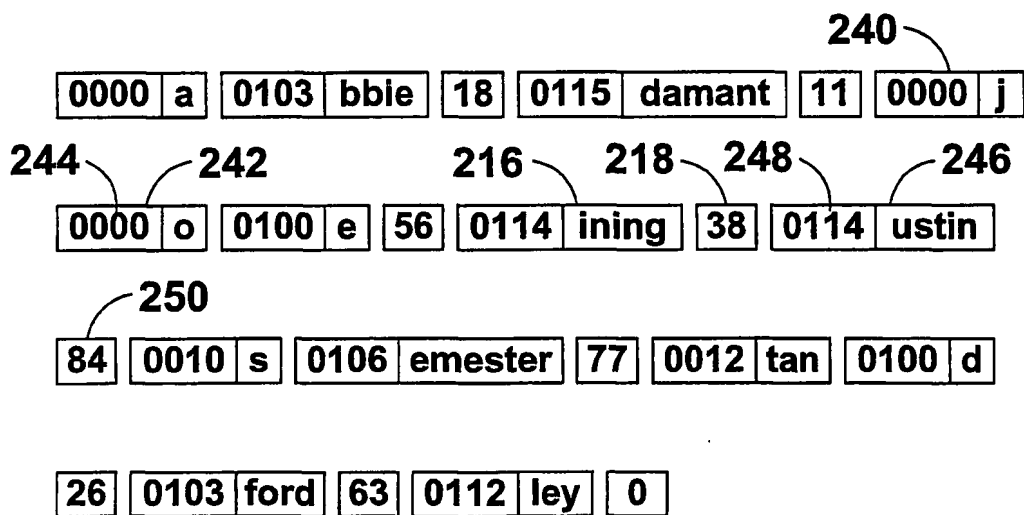 240
0000 a 0103 bbie 18 0115 damant 11 0000 j
244 242 216 218 248 246
0000 o 0100 e 56 0114 ining 38 0114 ustin
250
84 0010 s 0106 emester 77 0012 tan 0100 d
26 0103 ford 63 0112 ley 0